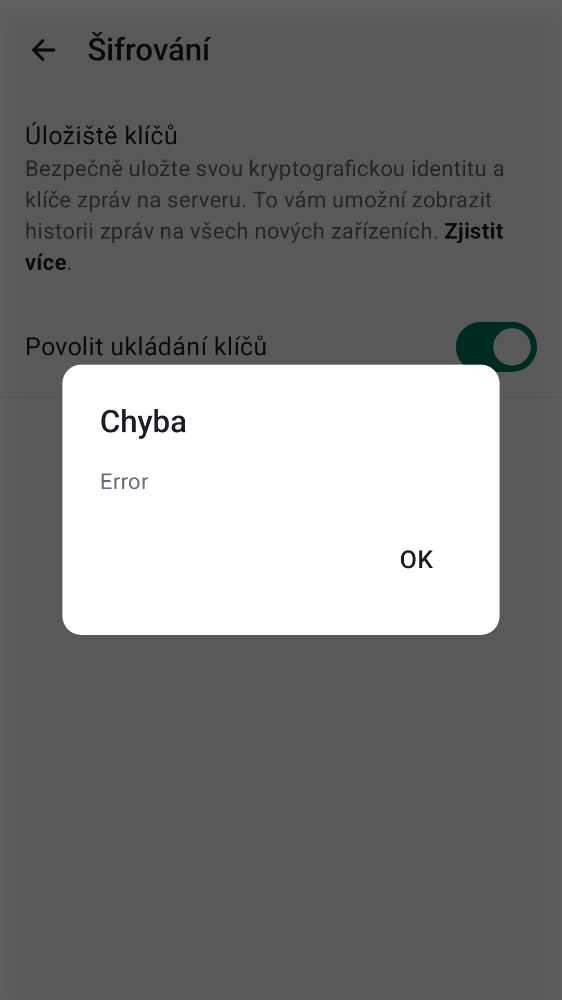 Šifrování
Úložiště klíčů
Bezpečně uložte svou kryptografickou identitu a
klíče zpráv na serveru. To vám umožní zobrazit
historii zpráv na všech nových zařízeních. Zjistit
více.
Povolit ukládání klíčů
Chyba
Error
OK